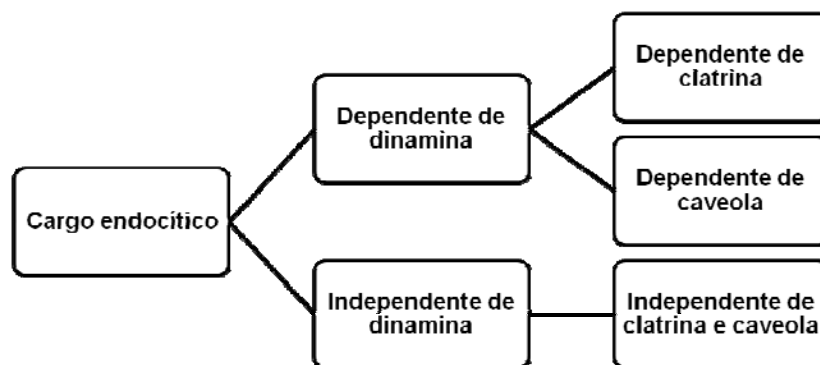 Dependente de
clatrina
Dependente de
dinamina
Dependente de
caveola
Cargo endocítico
Independente de
dinamina
Independente de
clatrina e caveola